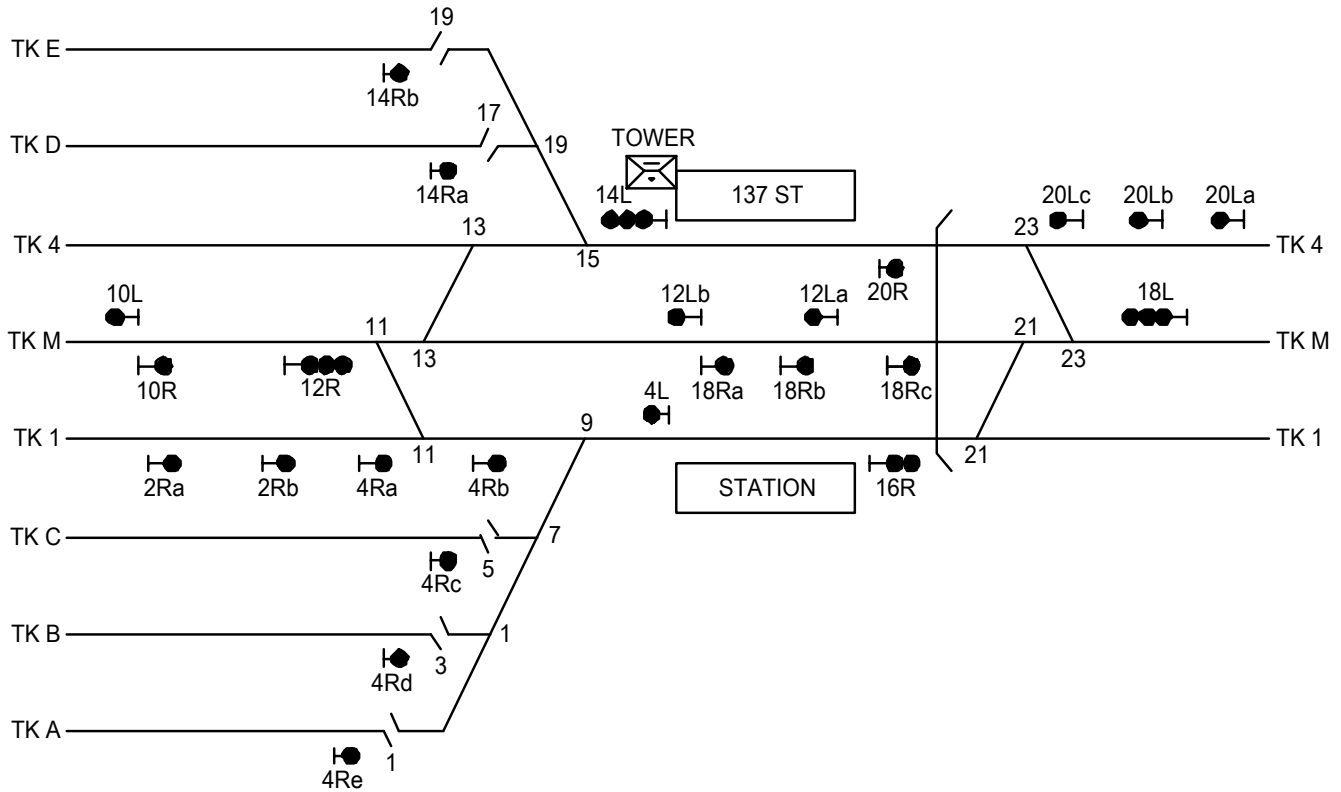 19
TK E
14Rb
17
TOWER
TK D
19
14Ra
14L
137 ST
20Lc
20Lb
20La
13
23
TK 4
TK 4
15
10L
12Lb
12La
20R
18L
11
21
TK M
TK M
13
23
10R
12R
18Ra
18Rb
18Rc
4L
9
TK 1
TK 1
11
21
2Ra
2Rb
4Ra
4Rb
STATION
16R
TK C
7
4Rc
5
TK B
1
4Rd
3
TK A
4Re
1